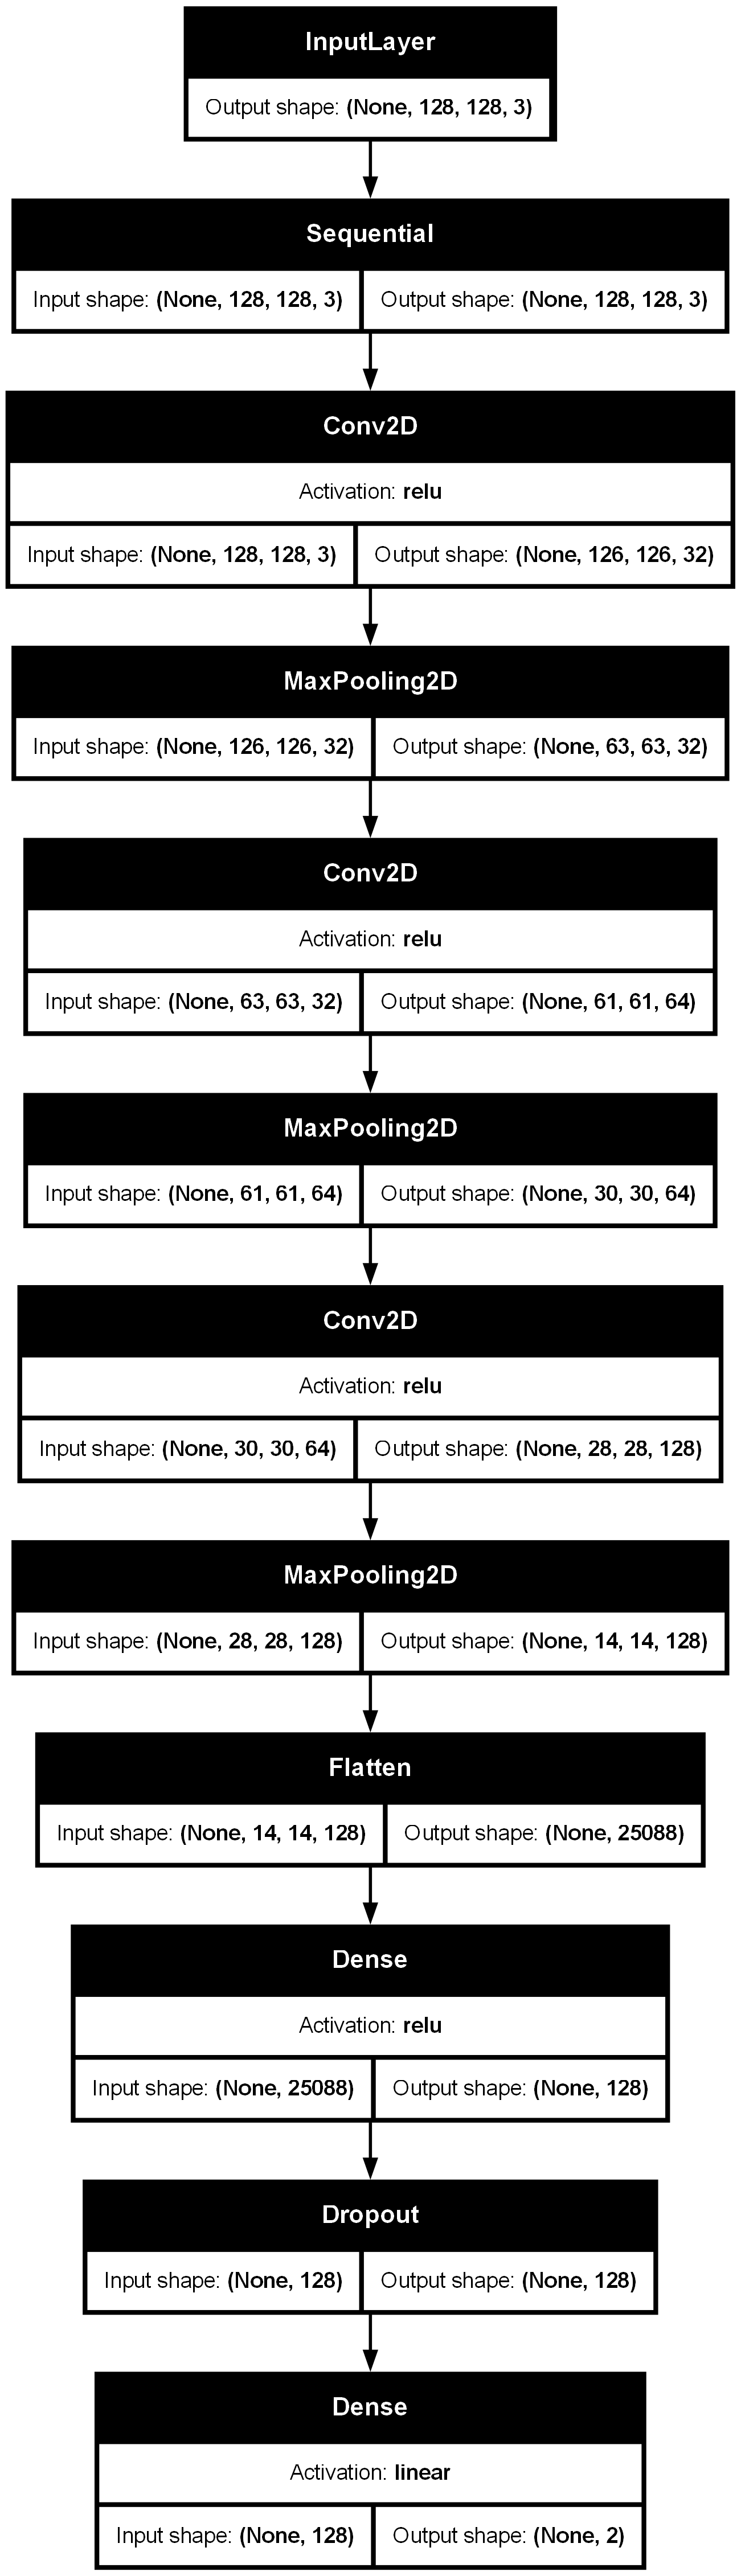 InputLayer
Output shape: (None, 128, 128, 3)
Sequential
Input shape: (None, 128, 128, 3) Output shape: (None, 128, 128, 3)
Conv2D
Activation: relu
Input shape: (None, 128, 128, 3) Output shape: (None, 126, 126, 32)
MaxPooling2D
Input shape: (None, 126, 126, 32) Output shape: (None, 63, 63, 32)
Conv2D
Activation: relu
Input shape: (None, 63, 63, 32) Output shape: (None, 61, 61, 64)
MaxPooling2D
Input shape: (None, 61, 61, 64) Output shape: (None, 30, 30, 64)
Conv2D
Activation: relu
Input shape: (None, 30, 30, 64) Output shape: (None, 28, 28, 128)
MaxPooling2D
Input shape: (None, 28, 28, 128) Output shape: (None, 14, 14, 128)
Flatten
Input shape: (None, 14, 14, 128) Output shape: (None, 25088)
Dense
Activation: relu
Input shape: (None, 25088) Output shape: (None, 128)
Dropout
Input shape: (None, 128) Output shape: (None, 128)
Dense
Activation: linear
Input shape: (None, 128) Output shape: (None, 2)